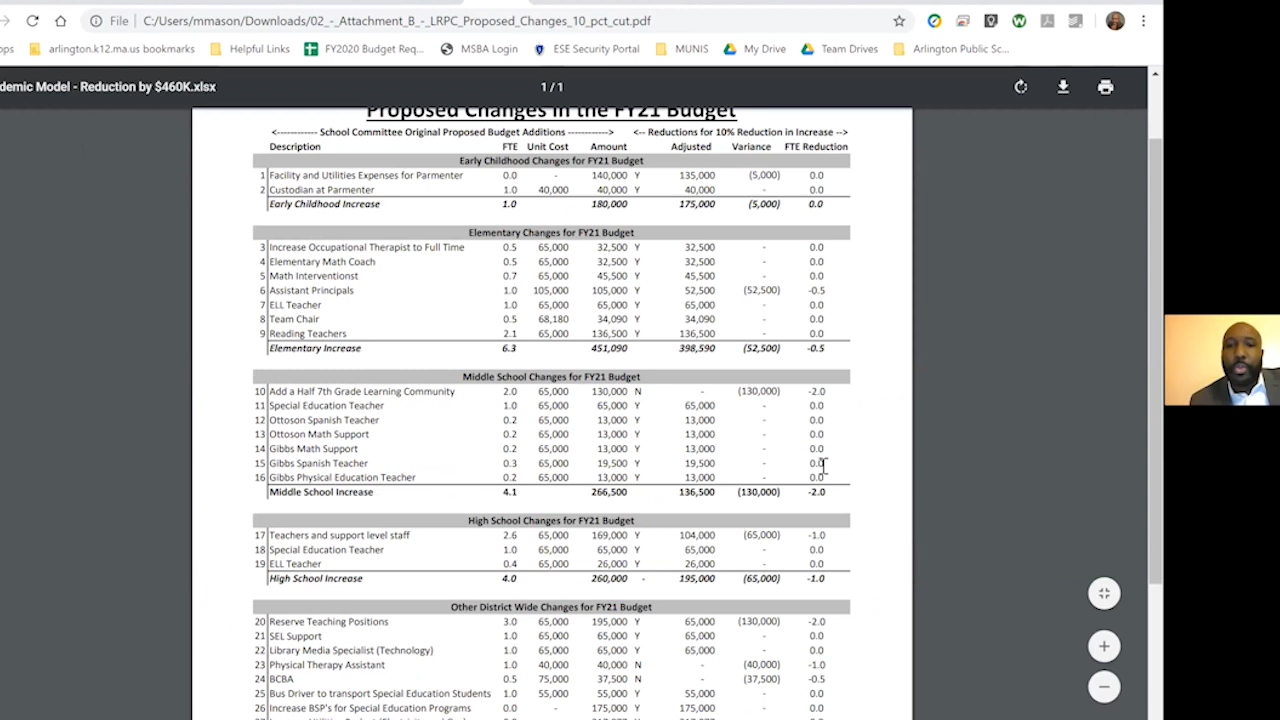 File | C:/Users/mmason/Downloads/02_-_Attachment_B_-_LRPC_Proposed_Changes_10_pct_cut.pdf
ops arlington.k12.ma.us bookmarks Helpful Links FY2020 Budget Req... MSBA Login ESE Security Portal MUNIS My Drive Team Drives Arlington Public Sc...
demic Model - Reduction by $460K.xlsx 1 / 1
Proposed Changes in the FY21 Budget
<------------ School Committee Original Proposed Budget Additions ------------> <-- Reductions for 10% Reduction in Increase -->
Description FTE Unit Cost Amount Adjusted Variance FTE Reduction
Early Childhood Changes for FY21 Budget
1 Facility and Utilities Expenses for Parmenter 0.0 - 140,000 Y 135,000 (5,000) 0.0
2 Custodian at Parmenter 1.0 40,000 40,000 Y 40,000 - 0.0
Early Childhood Increase 1.0 180,000 175,000 (5,000) 0.0
Elementary Changes for FY21 Budget
3 Increase Occupational Therapist to Full Time 0.5 65,000 32,500 Y 32,500 - 0.0
4 Elementary Math Coach 0.5 65,000 32,500 Y 32,500 - 0.0
5 Math Interventionst 0.7 65,000 45,500 Y 45,500 - 0.0
6 Assistant Principals 1.0 105,000 105,000 Y 52,500 (52,500) -0.5
7 ELL Teacher 1.0 65,000 65,000 Y 65,000 - 0.0
8 Team Chair 0.5 68,180 34,090 Y 34,090 - 0.0
9 Reading Teachers 2.1 65,000 136,500 Y 136,500 - 0.0
Elementary Increase 6.3 451,090 398,590 (52,500) -0.5
Middle School Changes for FY21 Budget
10 Add a Half 7th Grade Learning Community 2.0 65,000 130,000 N - (130,000) -2.0
11 Special Education Teacher 1.0 65,000 65,000 Y 65,000 - 0.0
12 Ottoson Spanish Teacher 0.2 65,000 13,000 Y 13,000 - 0.0
13 Ottoson Math Support 0.2 65,000 13,000 Y 13,000 - 0.0
14 Gibbs Math Support 0.2 65,000 13,000 Y 13,000 - 0.0
15 Gibbs Spanish Teacher 0.3 65,000 19,500 Y 19,500 - 0.0
16 Gibbs Physical Education Teacher 0.2 65,000 13,000 Y 13,000 - 0.0
Middle School Increase 4.1 266,500 136,500 (130,000) -2.0
High School Changes for FY21 Budget
17 Teachers and support level staff 2.6 65,000 169,000 Y 104,000 (65,000) -1.0
18 Special Education Teacher 1.0 65,000 65,000 Y 65,000 - 0.0
19 ELL Teacher 0.4 65,000 26,000 Y 26,000 - 0.0
High School Increase 4.0 260,000 - 195,000 (65,000) -1.0
Other District Wide Changes for FY21 Budget
20 Reserve Teaching Positions 3.0 65,000 195,000 Y 65,000 (130,000) -2.0
21 SEL Support 1.0 65,000 65,000 Y 65,000 - 0.0
22 Library Media Specialist (Technology) 1.0 65,000 65,000 Y 65,000 - 0.0
23 Physical Therapy Assistant 1.0 40,000 40,000 N - (40,000) -1.0
24 BCBA 0.5 75,000 37,500 N - (37,500) -0.5
25 Bus Driver to transport Special Education Students 1.0 55,000 55,000 Y 55,000 - 0.0
26 Increase BSP's for Special Education Programs 0.0 - 175,000 Y 175,000 - 0.0